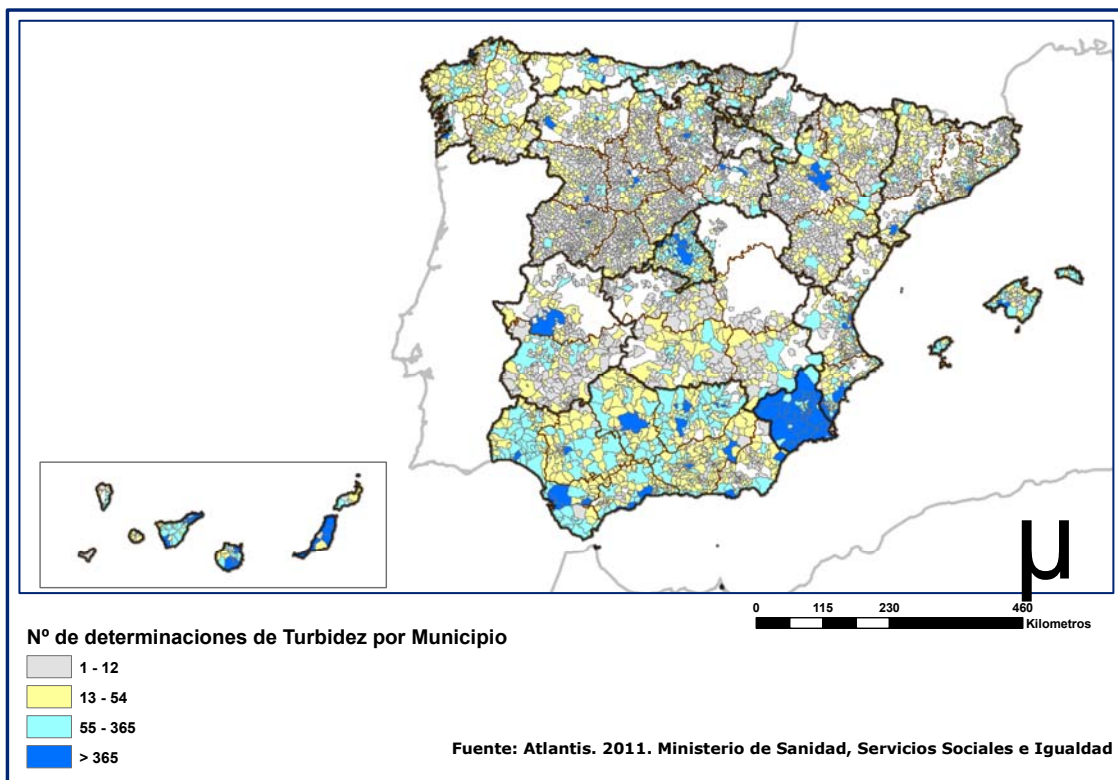 µ
0 115 230 460
Kilometros
Nº de determinaciones de Turbidez por Municipio
1 - 12
13 - 54
55 - 365
> 365
Fuente: Atlantis. 2011. Ministerio de Sanidad, Servicios Sociales e Igualdad